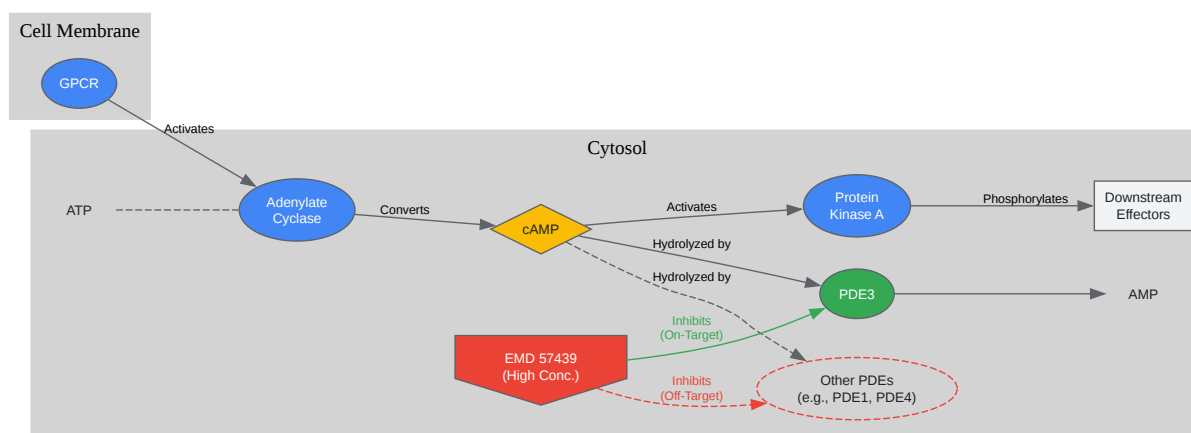 Cell Membrane
GPCR
Activates
Cytosol
ATP
Adenylate
Cyclase
Converts
cAMP
Activates
Protein
Kinase A
Phosphorylates
Downstream
Effectors
Hydrolyzed by
Hydrolyzed by
PDE3
AMP
Inhibits
(On-Target)
EMD 57439
(High Conc.)
Inhibits
(Off-Target)
Other PDEs
(e.g., PDE1, PDE4)